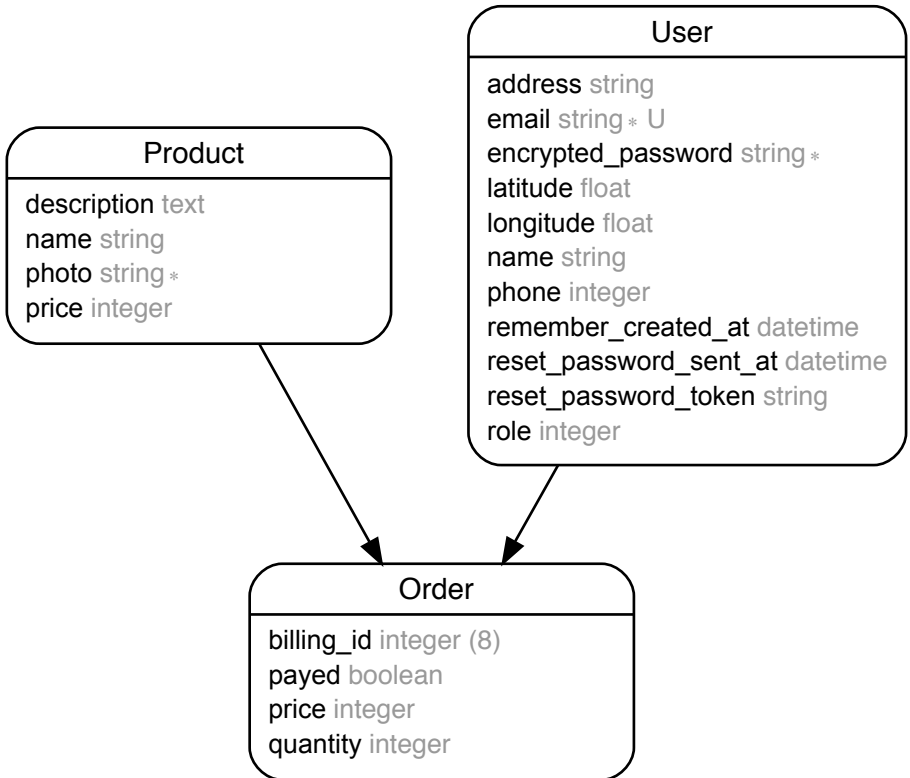 User
address string
email string * U
encrypted_password string *
latitude float
longitude float
name string
phone integer
remember_created_at datetime
reset_password_sent_at datetime
reset_password_token string
role integer
Product
description text
name string
photo string *
price integer
Order
billing_id integer (8)
payed boolean
price integer
quantity integer